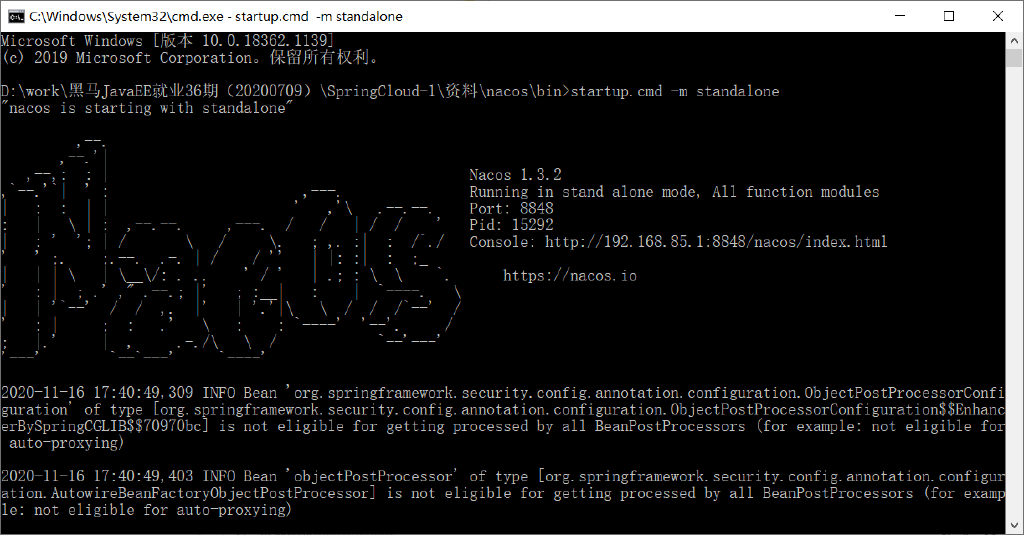 C:\Windows\System32\cmd.exe - startup.cmd  -m standalone
Microsoft Windows [版本 10.0.18362.1139]
(c) 2019 Microsoft Corporation。保留所有权利。
D:\work\黑马JavaEE就业36期（20200709）\SpringCloud-1\资料\nacos\bin>startup.cmd -m standalone
"nacos is starting with standalone"
Nacos 1.3.2
Running in stand alone mode, All function modules
Port: 8848
Pid: 15292
Console: http://192.168.85.1:8848/nacos/index.html
https://nacos.io
2020-11-16 17:40:49,309 INFO Bean 'org.springframework.security.config.annotation.configuration.ObjectPostProcessorConfi
guration' of type [org.springframework.security.config.annotation.configuration.ObjectPostProcessorConfiguration$$Enhanc
erBySpringCGLIB$$70970bc] is not eligible for getting processed by all BeanPostProcessors (for example: not eligible for
 auto-proxying)
2020-11-16 17:40:49,403 INFO Bean 'objectPostProcessor' of type [org.springframework.security.config.annotation.configur
ation.AutowireBeanFactoryObjectPostProcessor] is not eligible for getting processed by all BeanPostProcessors (for examp
le: not eligible for auto-proxying)